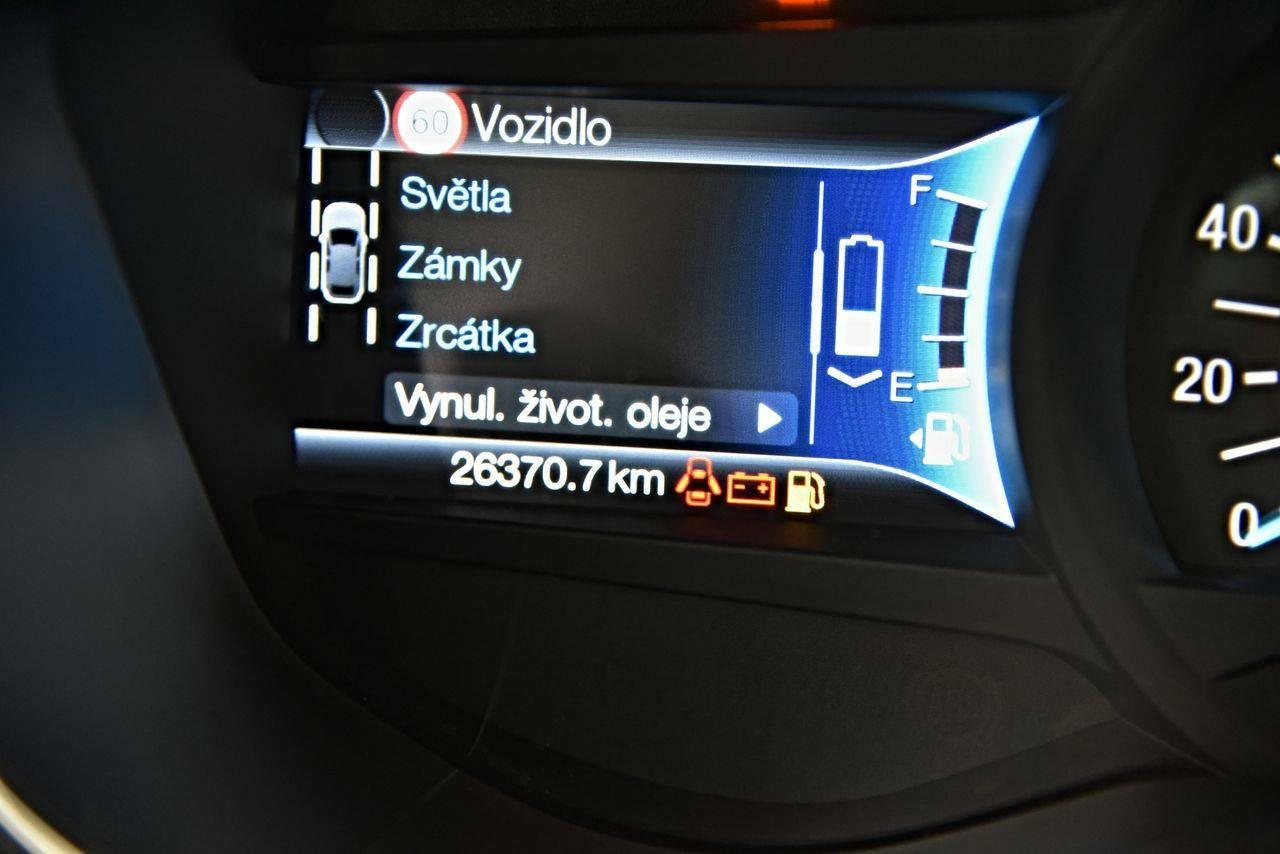 60 Vozidlo
Světla
Zámky
Zrcátka
Vynul. život. oleje
26370.7 km
F
E
40
20
0